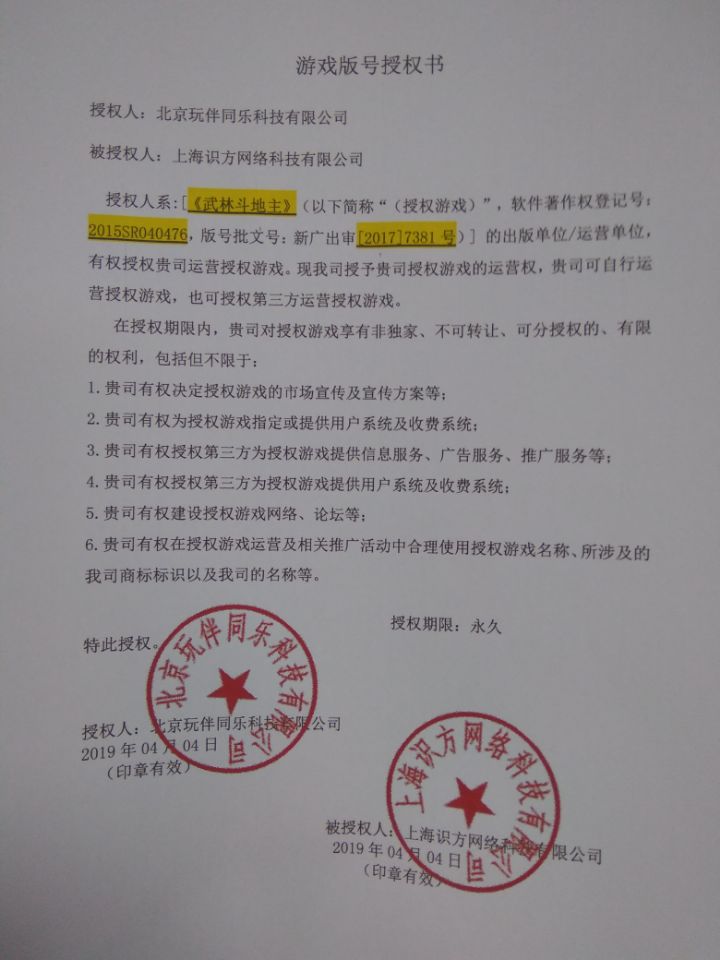 游戏版号授权书
授权人：北京玩伴同乐科技有限公司
被授权人：上海识方网络科技有限公司
授权人系:[《武林斗地主》（以下简称“（授权游戏）”，软件著作权登记号：
2015SR040476，版号批文号：新广出审[2017]7381 号）] 的出版单位/运营单位，
有权授权贵司运营授权游戏。现我司授予贵司授权游戏的运营权，贵司可自行运
营授权游戏，也可授权第三方运营授权游戏。
在授权期限内，贵司对授权游戏享有非独家、不可转让、可分授权的、有限
的权利，包括但不限于；
1.贵司有权决定授权游戏的市场宣传及宣传方案等；
2.贵司有权为授权游戏指定或提供用户系统及收费系统；
3.贵司有权授权第三方为授权游戏提供信息服务、广告服务、推广服务等；
4.贵司有权授权第三方为授权游戏提供用户系统及收费系统；
5.贵司有权建设授权游戏网络、论坛等；
6.贵司有权在授权游戏运营及相关推广活动中合理使用授权游戏名称、所涉及的
我司商标标识以及我司的名称等。
特此授权。
授权期限：永久
授权人：北京玩伴同乐科技有限公司
2019 年 04 月 04 日
（印章有效）
北京玩伴同乐科技有限公司
被授权人：上海识方网络科技有限公司
2019 年 04 月 04 日
（印章有效）
上海识方网络科技有限公司